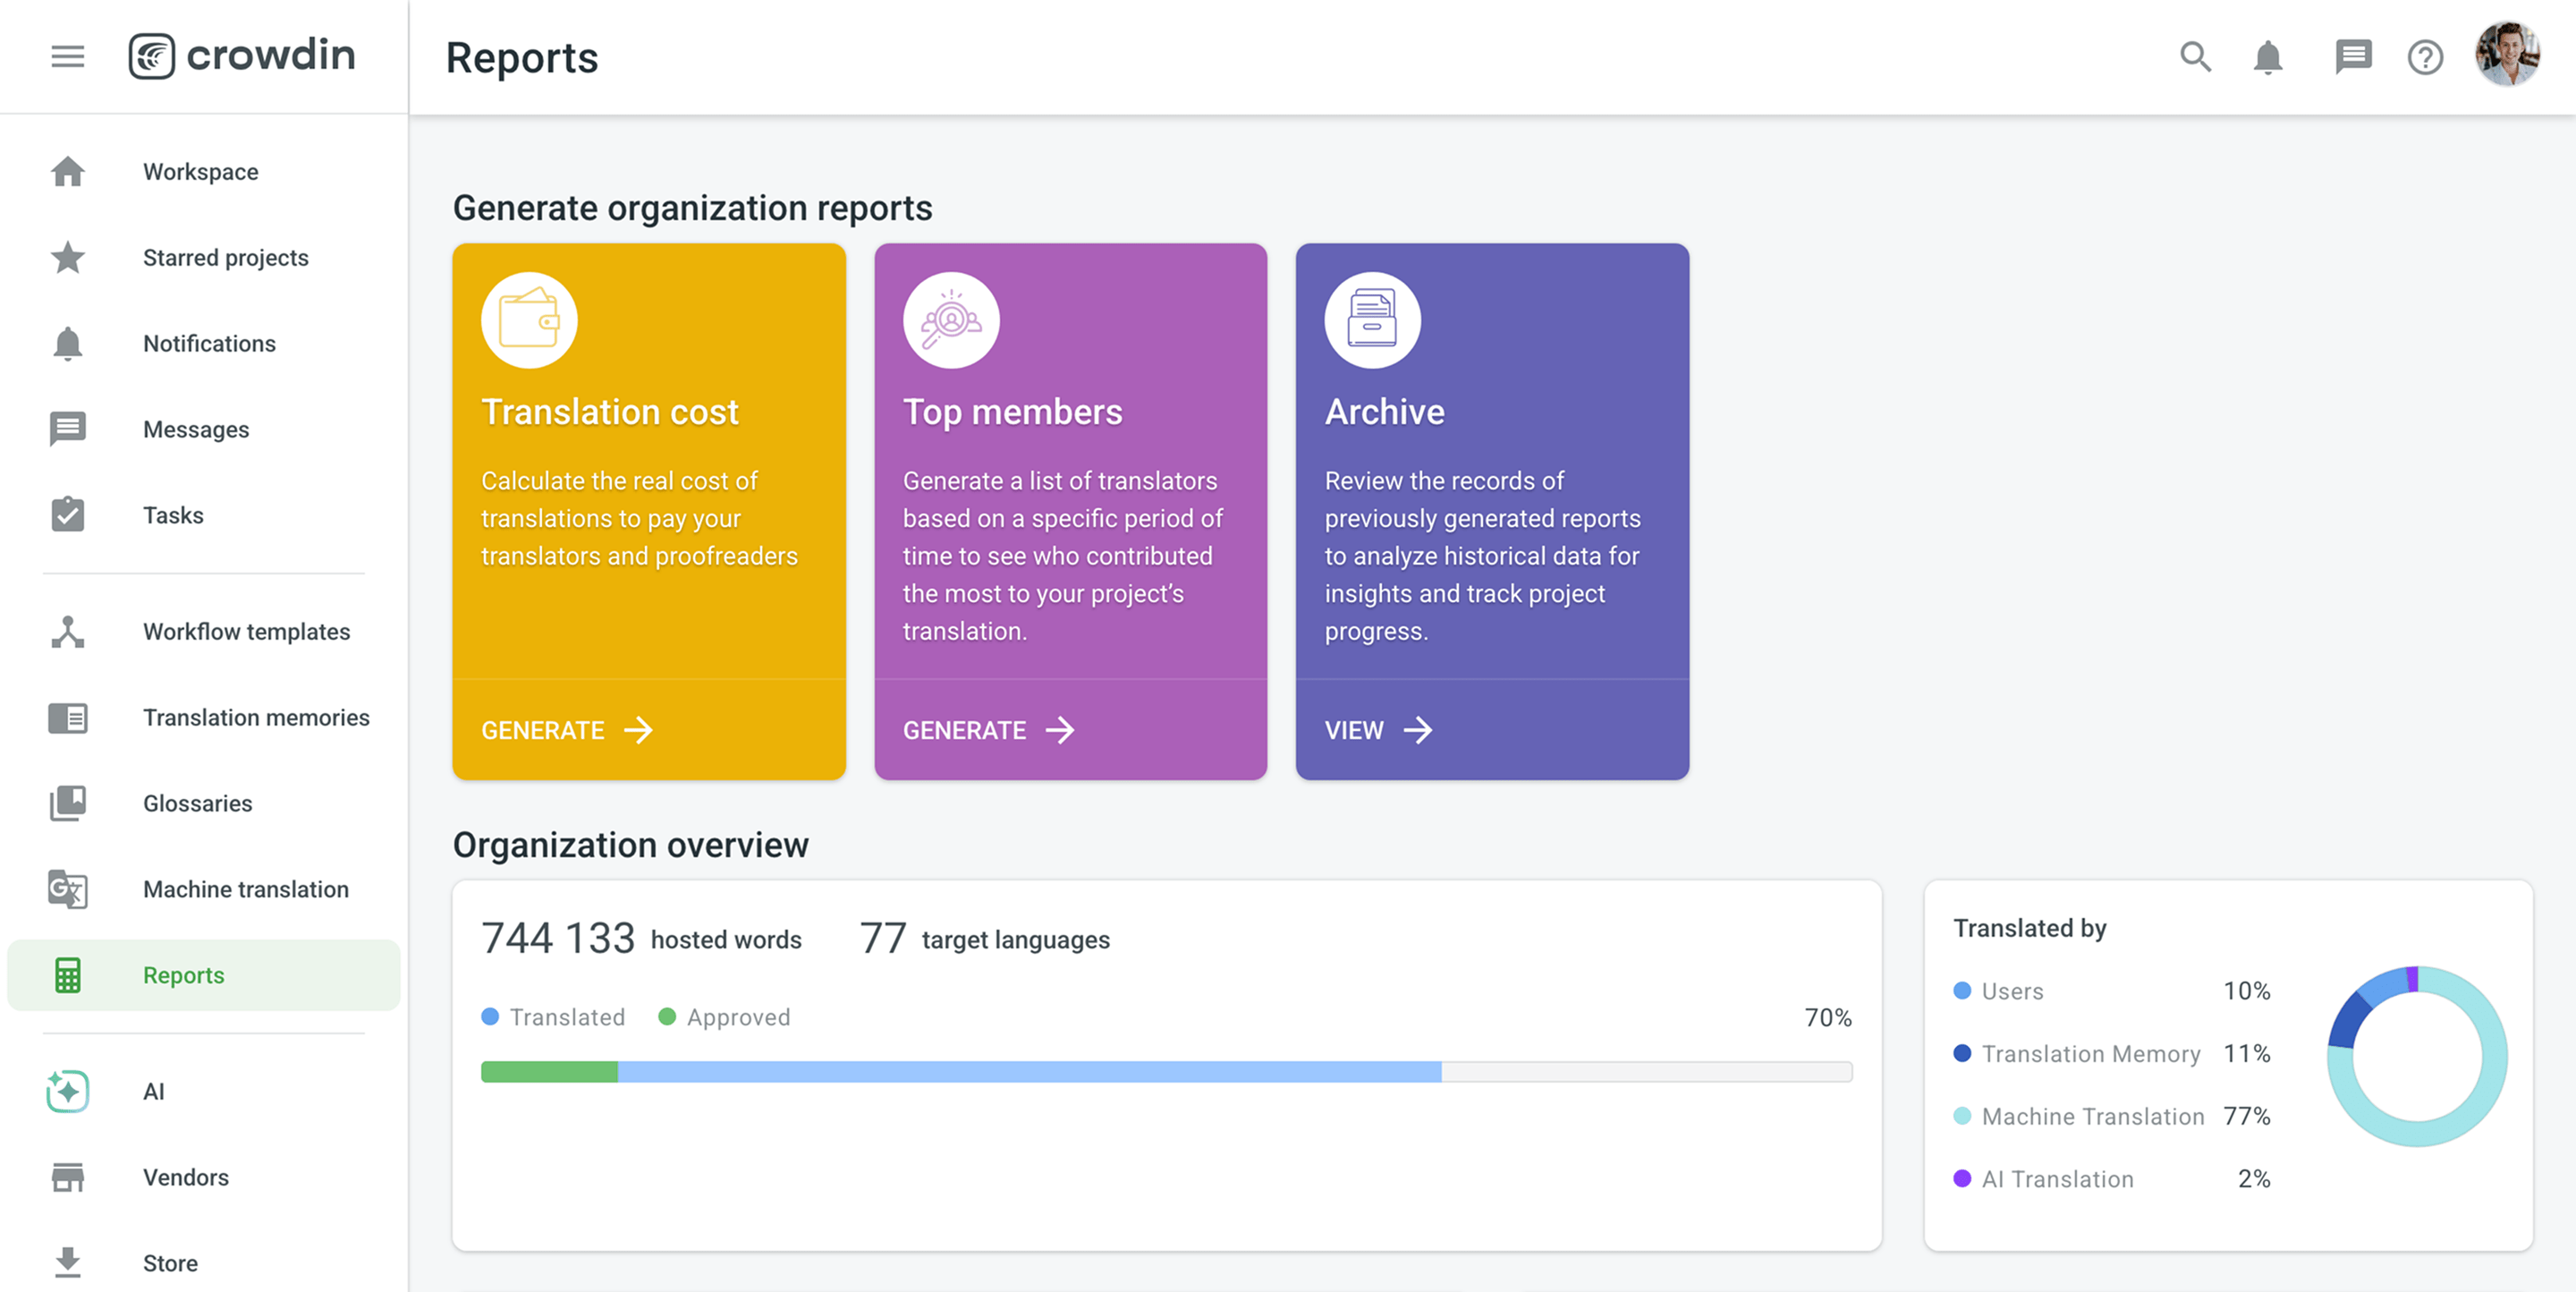 crowdin
Reports
Workspace
Starred projects
Notifications
Messages
Tasks
Workflow templates
Translation memories
Glossaries
Machine translation
Reports
AI
Vendors
Store
Generate organization reports
Translation cost
Calculate the real cost of
translations to pay your
translators and proofreaders
GENERATE
Top members
Generate a list of translators
based on a specific period of
time to see who contributed
the most to your project’s
translation.
GENERATE
Archive
Review the records of
previously generated reports
to analyze historical data for
insights and track project
progress.
VIEW
Organization overview
744 133 hosted words 77 target languages
Translated Approved 70%
Translated by
Users 10%
Translation Memory 11%
Machine Translation 77%
AI Translation 2%